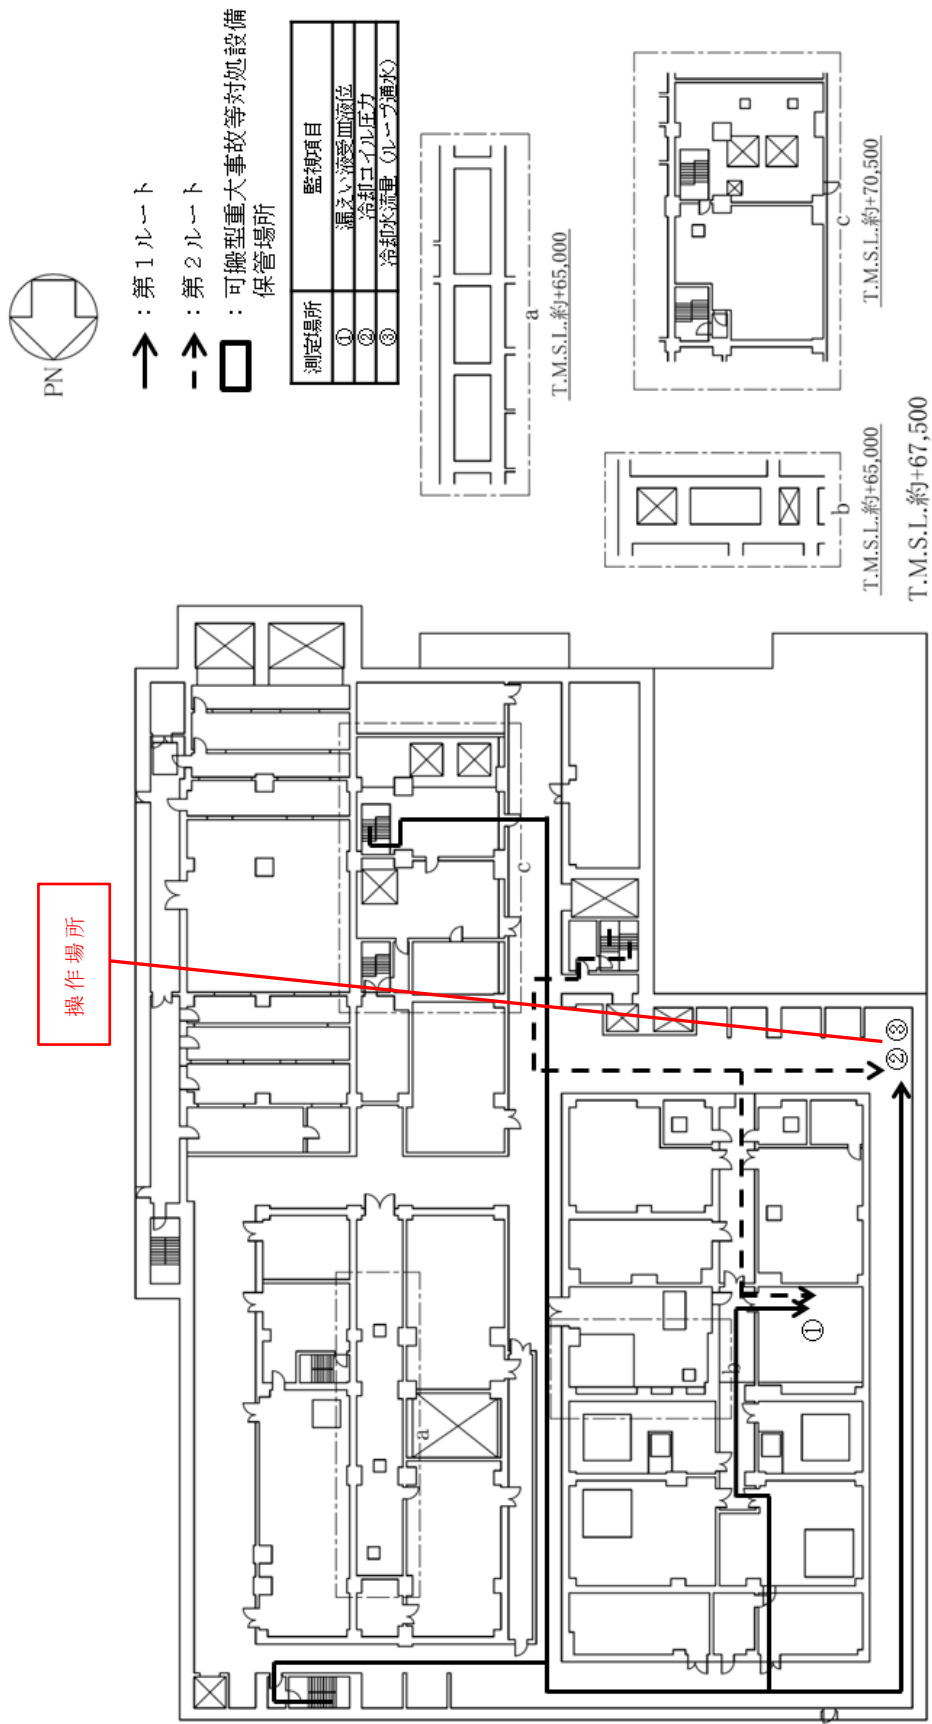 PN
：第１ルート
：第２ルート
：可搬型重大事故等対処設備
保管場所
測定場所 監視項目
① 漏えい液受皿液位
② 冷却コイル圧力
③ 冷却水流量（ループ通水）
a
T.M.S.L.約+65,000
b
T.M.S.L.約+65,000
c
T.M.S.L.約+70,500
T.M.S.L.約+67,500
操作場所
c
a
b
①
②③